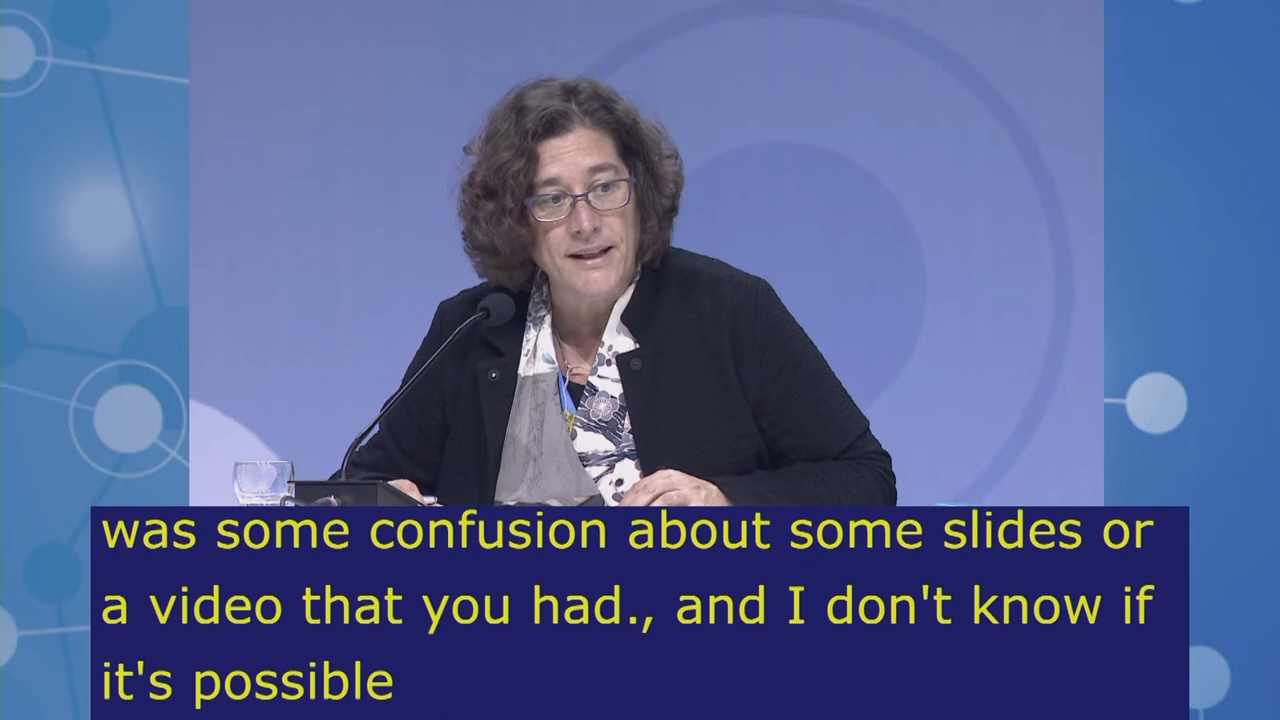 was some confusion about some slides or
a video that you had., and I don't know if
it's possible